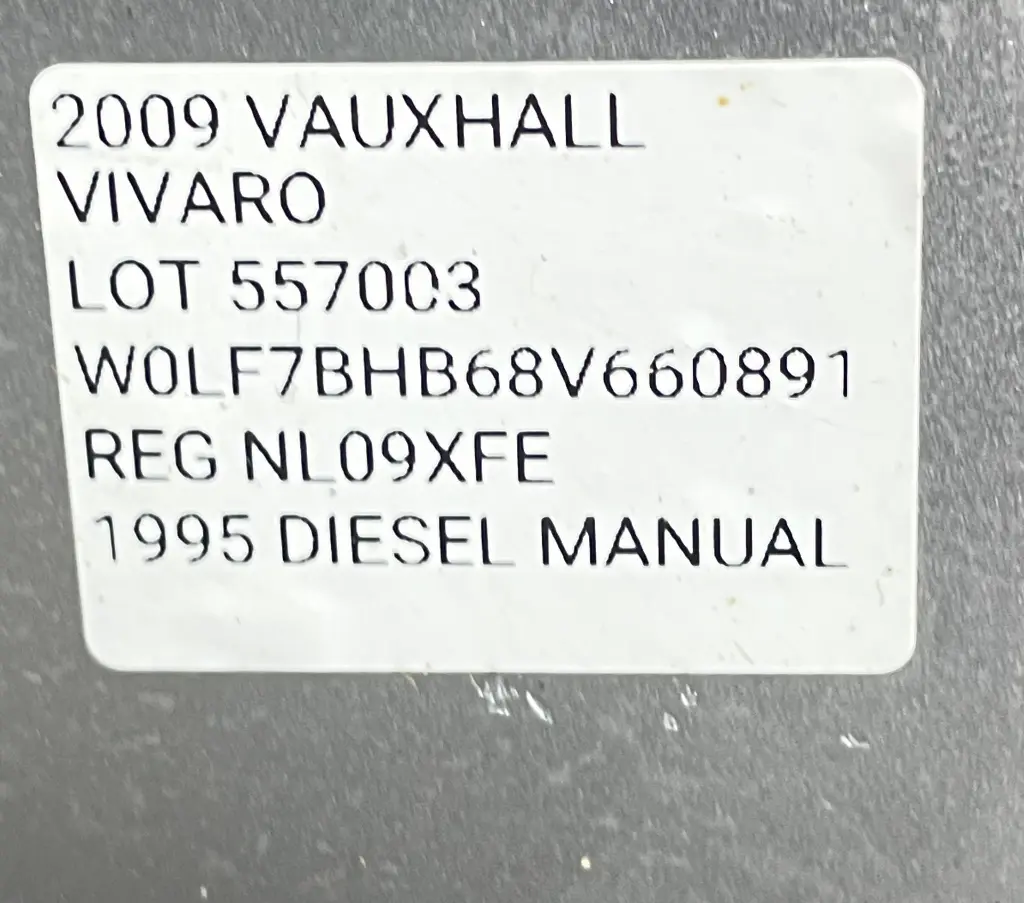 2009 VAUXHALL
VIVARO
LOT 557003
W0LF7BHB68V660891
REG NL09XFE
1995 DIESEL MANUAL